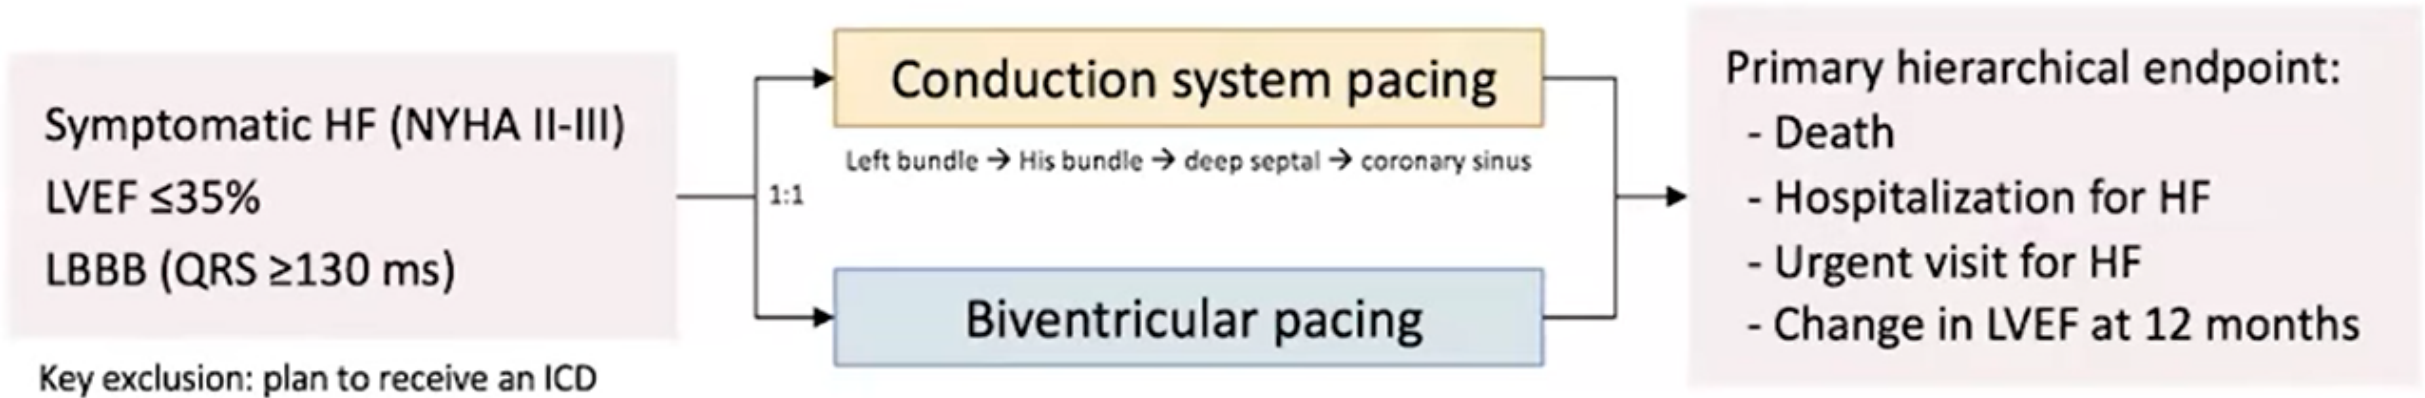 Symptomatic HF (NYHA II-III)
LVEF ≤35%
LBBB (QRS ≥130 ms)
Key exclusion: plan to receive an ICD
1:1
Conduction system pacing
Left bundle → His bundle → deep septal → coronary sinus
Biventricular pacing
Primary hierarchical endpoint:
- Death
- Hospitalization for HF
- Urgent visit for HF
- Change in LVEF at 12 months